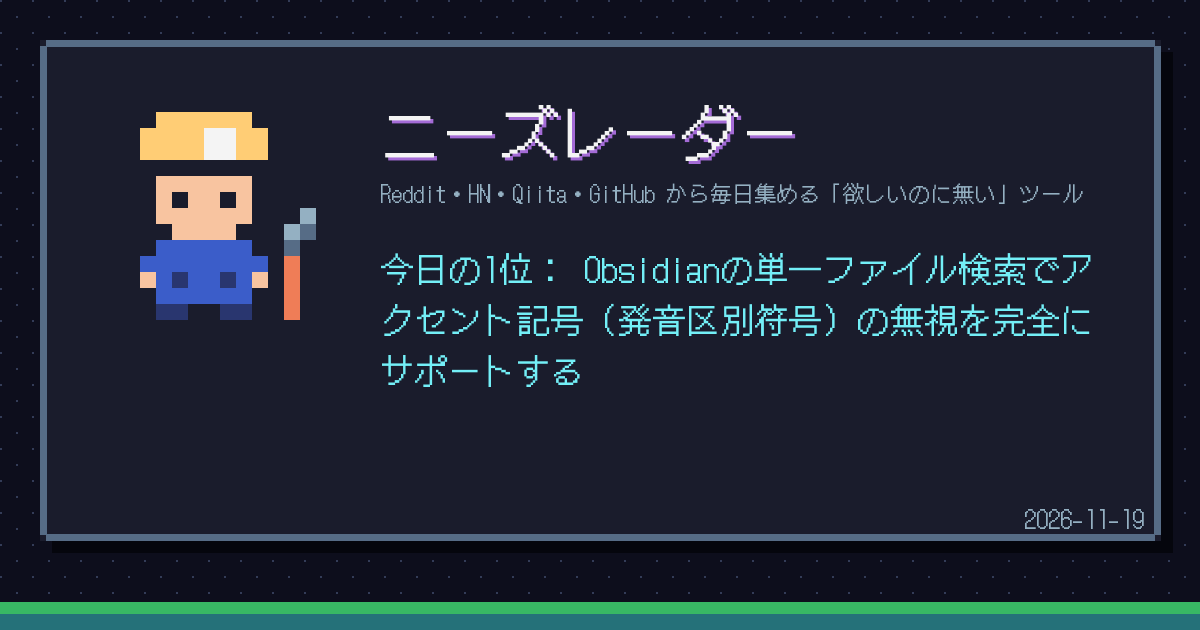 ニーズレーダー
Reddit・HN・Qiita・GitHub から毎日集める「欲しいのに無い」ツール
今日の1位： Obsidianの単一ファイル検索でア
クセント記号（発音区別符号）の無視を完全に
サポートする
2026-11-19